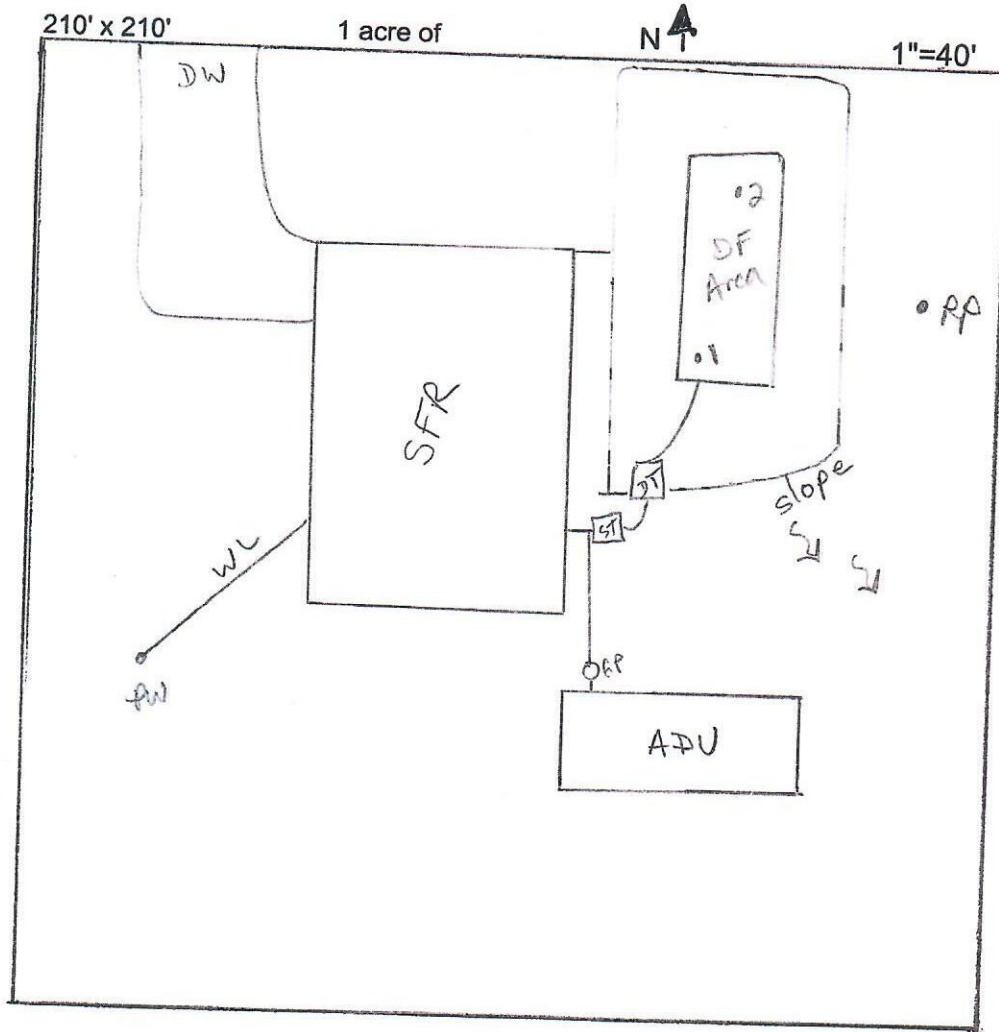 210' x 210'
1 acre of
N
1"=40'
DW
•2
DF
Area
•1
• RP
SFR
DT
slope
ST
WL
PW
ADU